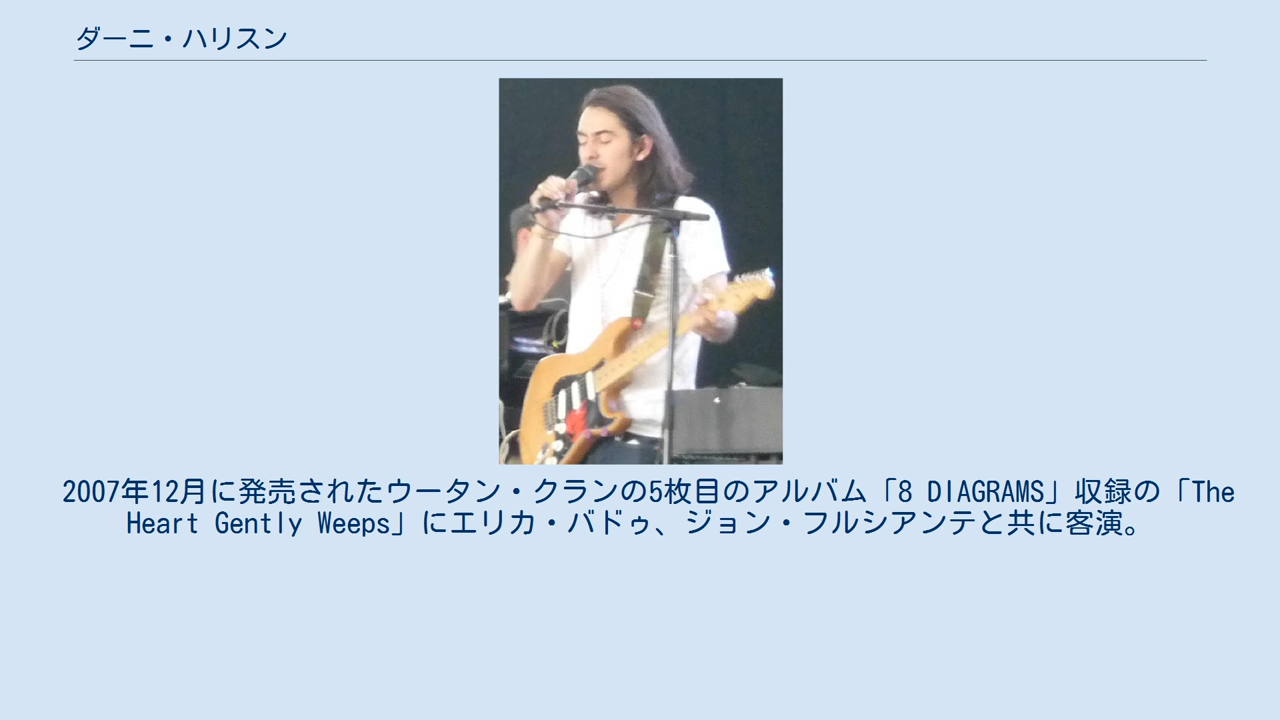 ダーニ・ハリスン
2007年12月に発売されたウータン・クランの5枚目のアルバム「8 DIAGRAMS」収録の「The
Heart Gently Weeps」にエリカ・バドゥ、ジョン・フルシアンテと共に客演。